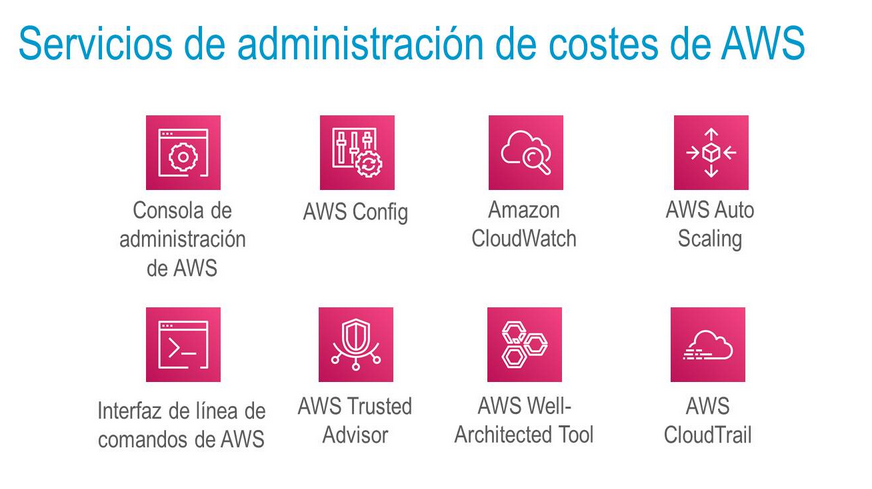 Servicios de administración de costes de AWS
Consola de
administración
de AWS
AWS Config
Amazon
CloudWatch
AWS Auto
Scaling
Interfaz de línea de
comandos de AWS
AWS Trusted
Advisor
AWS Well-
Architected Tool
AWS
CloudTrail